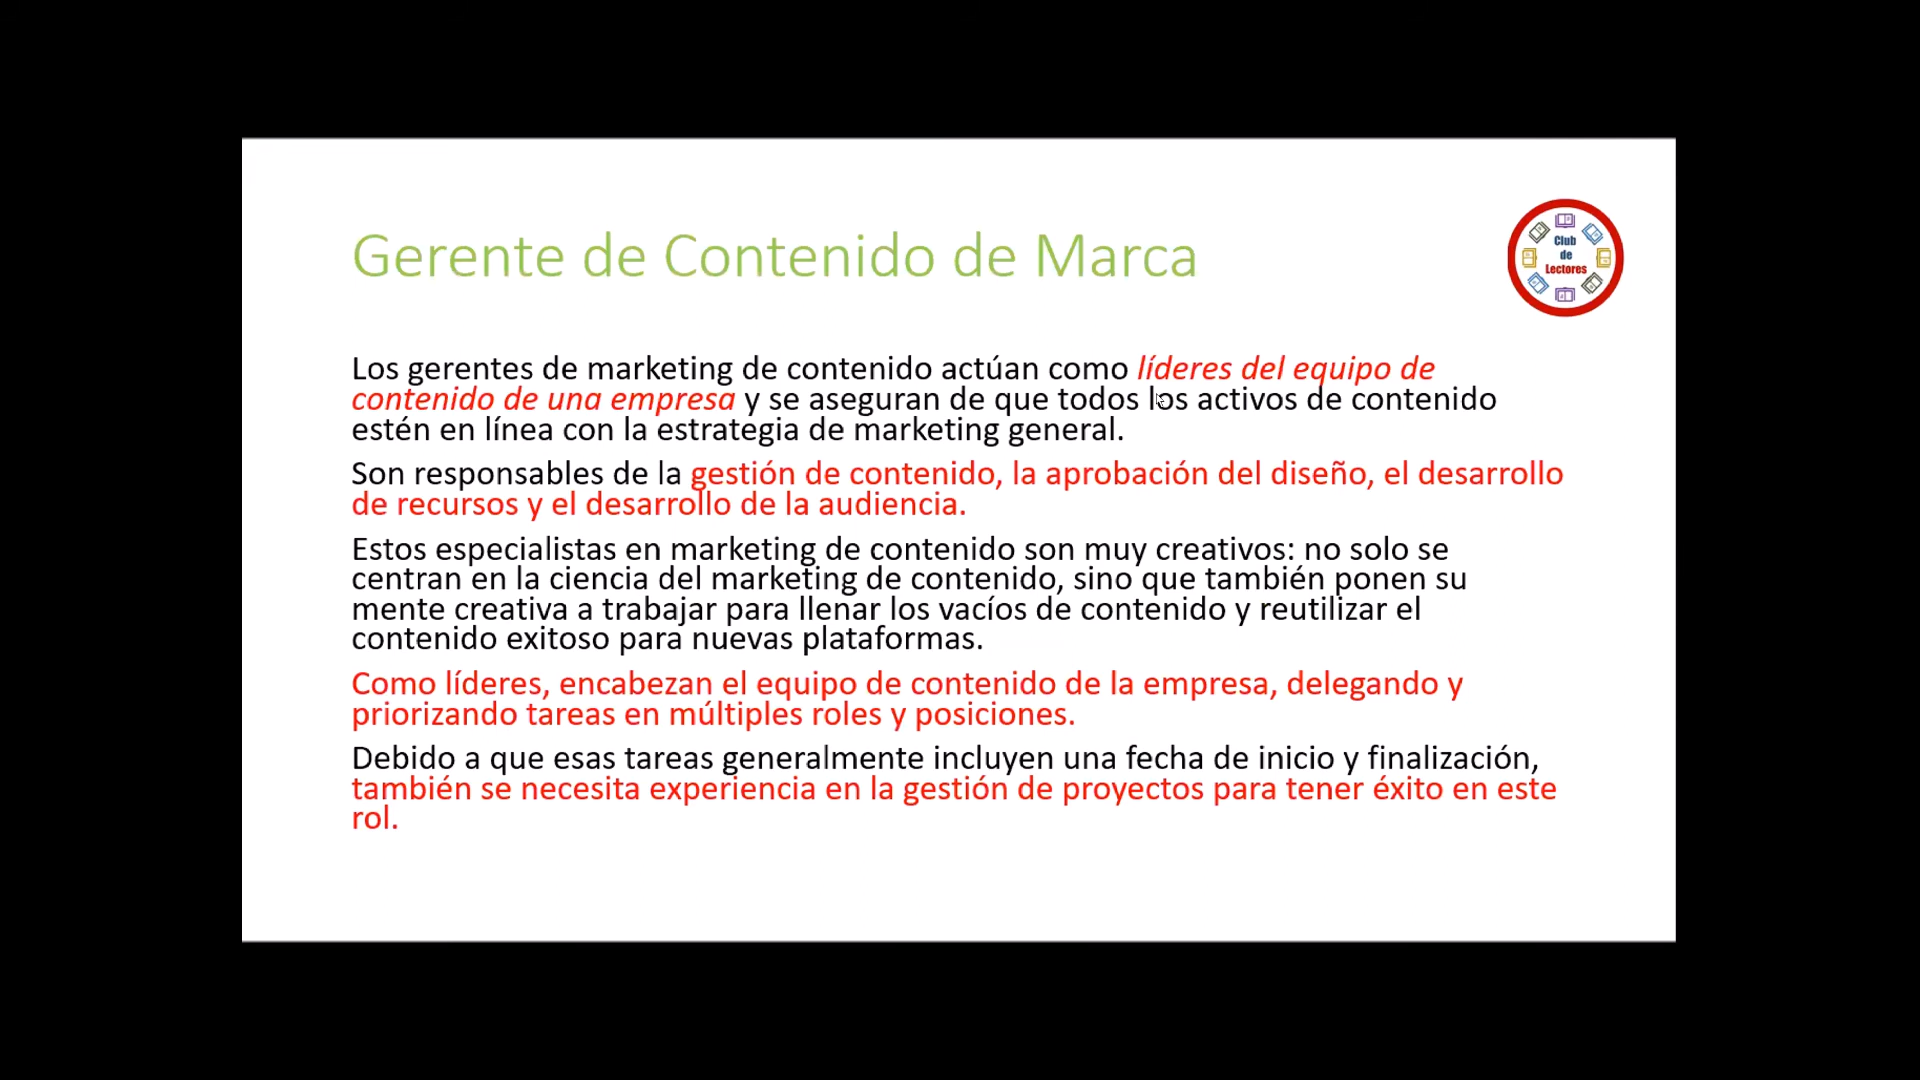 Gerente de Contenido de Marca
Club
de
Lectores
Los gerentes de marketing de contenido actúan como líderes del equipo de
contenido de una empresa y se aseguran de que todos los activos de contenido
estén en línea con la estrategia de marketing general.
Son responsables de la gestión de contenido, la aprobación del diseño, el desarrollo
de recursos y el desarrollo de la audiencia.
Estos especialistas en marketing de contenido son muy creativos: no solo se
centran en la ciencia del marketing de contenido, sino que también ponen su
mente creativa a trabajar para llenar los vacíos de contenido y reutilizar el
contenido exitoso para nuevas plataformas.
Como líderes, encabezan el equipo de contenido de la empresa, delegando y
priorizando tareas en múltiples roles y posiciones.
Debido a que esas tareas generalmente incluyen una fecha de inicio y finalización,
también se necesita experiencia en la gestión de proyectos para tener éxito en este
rol.